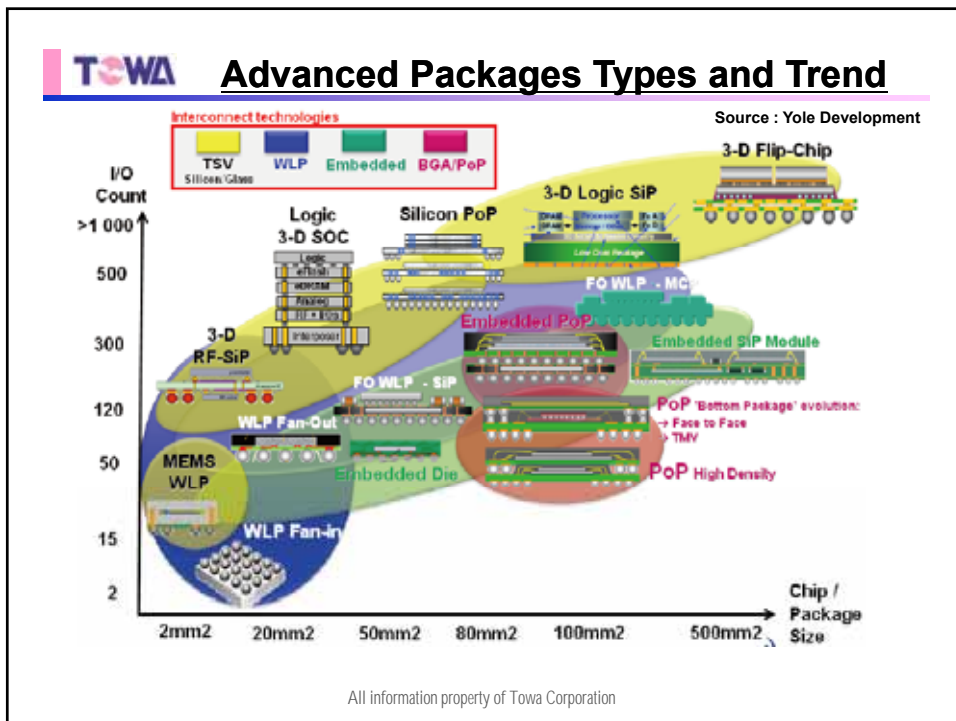 TOWA
Advanced Packages Types and Trend
Source : Yole Development
Interconnect technologies
TSV
Silicon/Glass
WLP
Embedded
BGA/PoP
I/O
Count
>1 000
500
300
120
50
15
2
3-D Flip-Chip
3-D Logic SiP
Silicon PoP
Logic
3-D SOC
Logic
Analog
Interposer
Processor
FO WLP - MC
Embedded PoP
Embedded SiP Module
3-D
RF-SiP
FO WLP - SiP
PoP 'Bottom Package' evolution:
→ Face to Face
→ TMV
WLP Fan-Out
MEMS
WLP
Embedded Die
PoP High Density
WLP Fan-in
2mm2
20mm2
50mm2
80mm2
100mm2
500mm2
Chip /
Package
Size
All information property of Towa Corporation